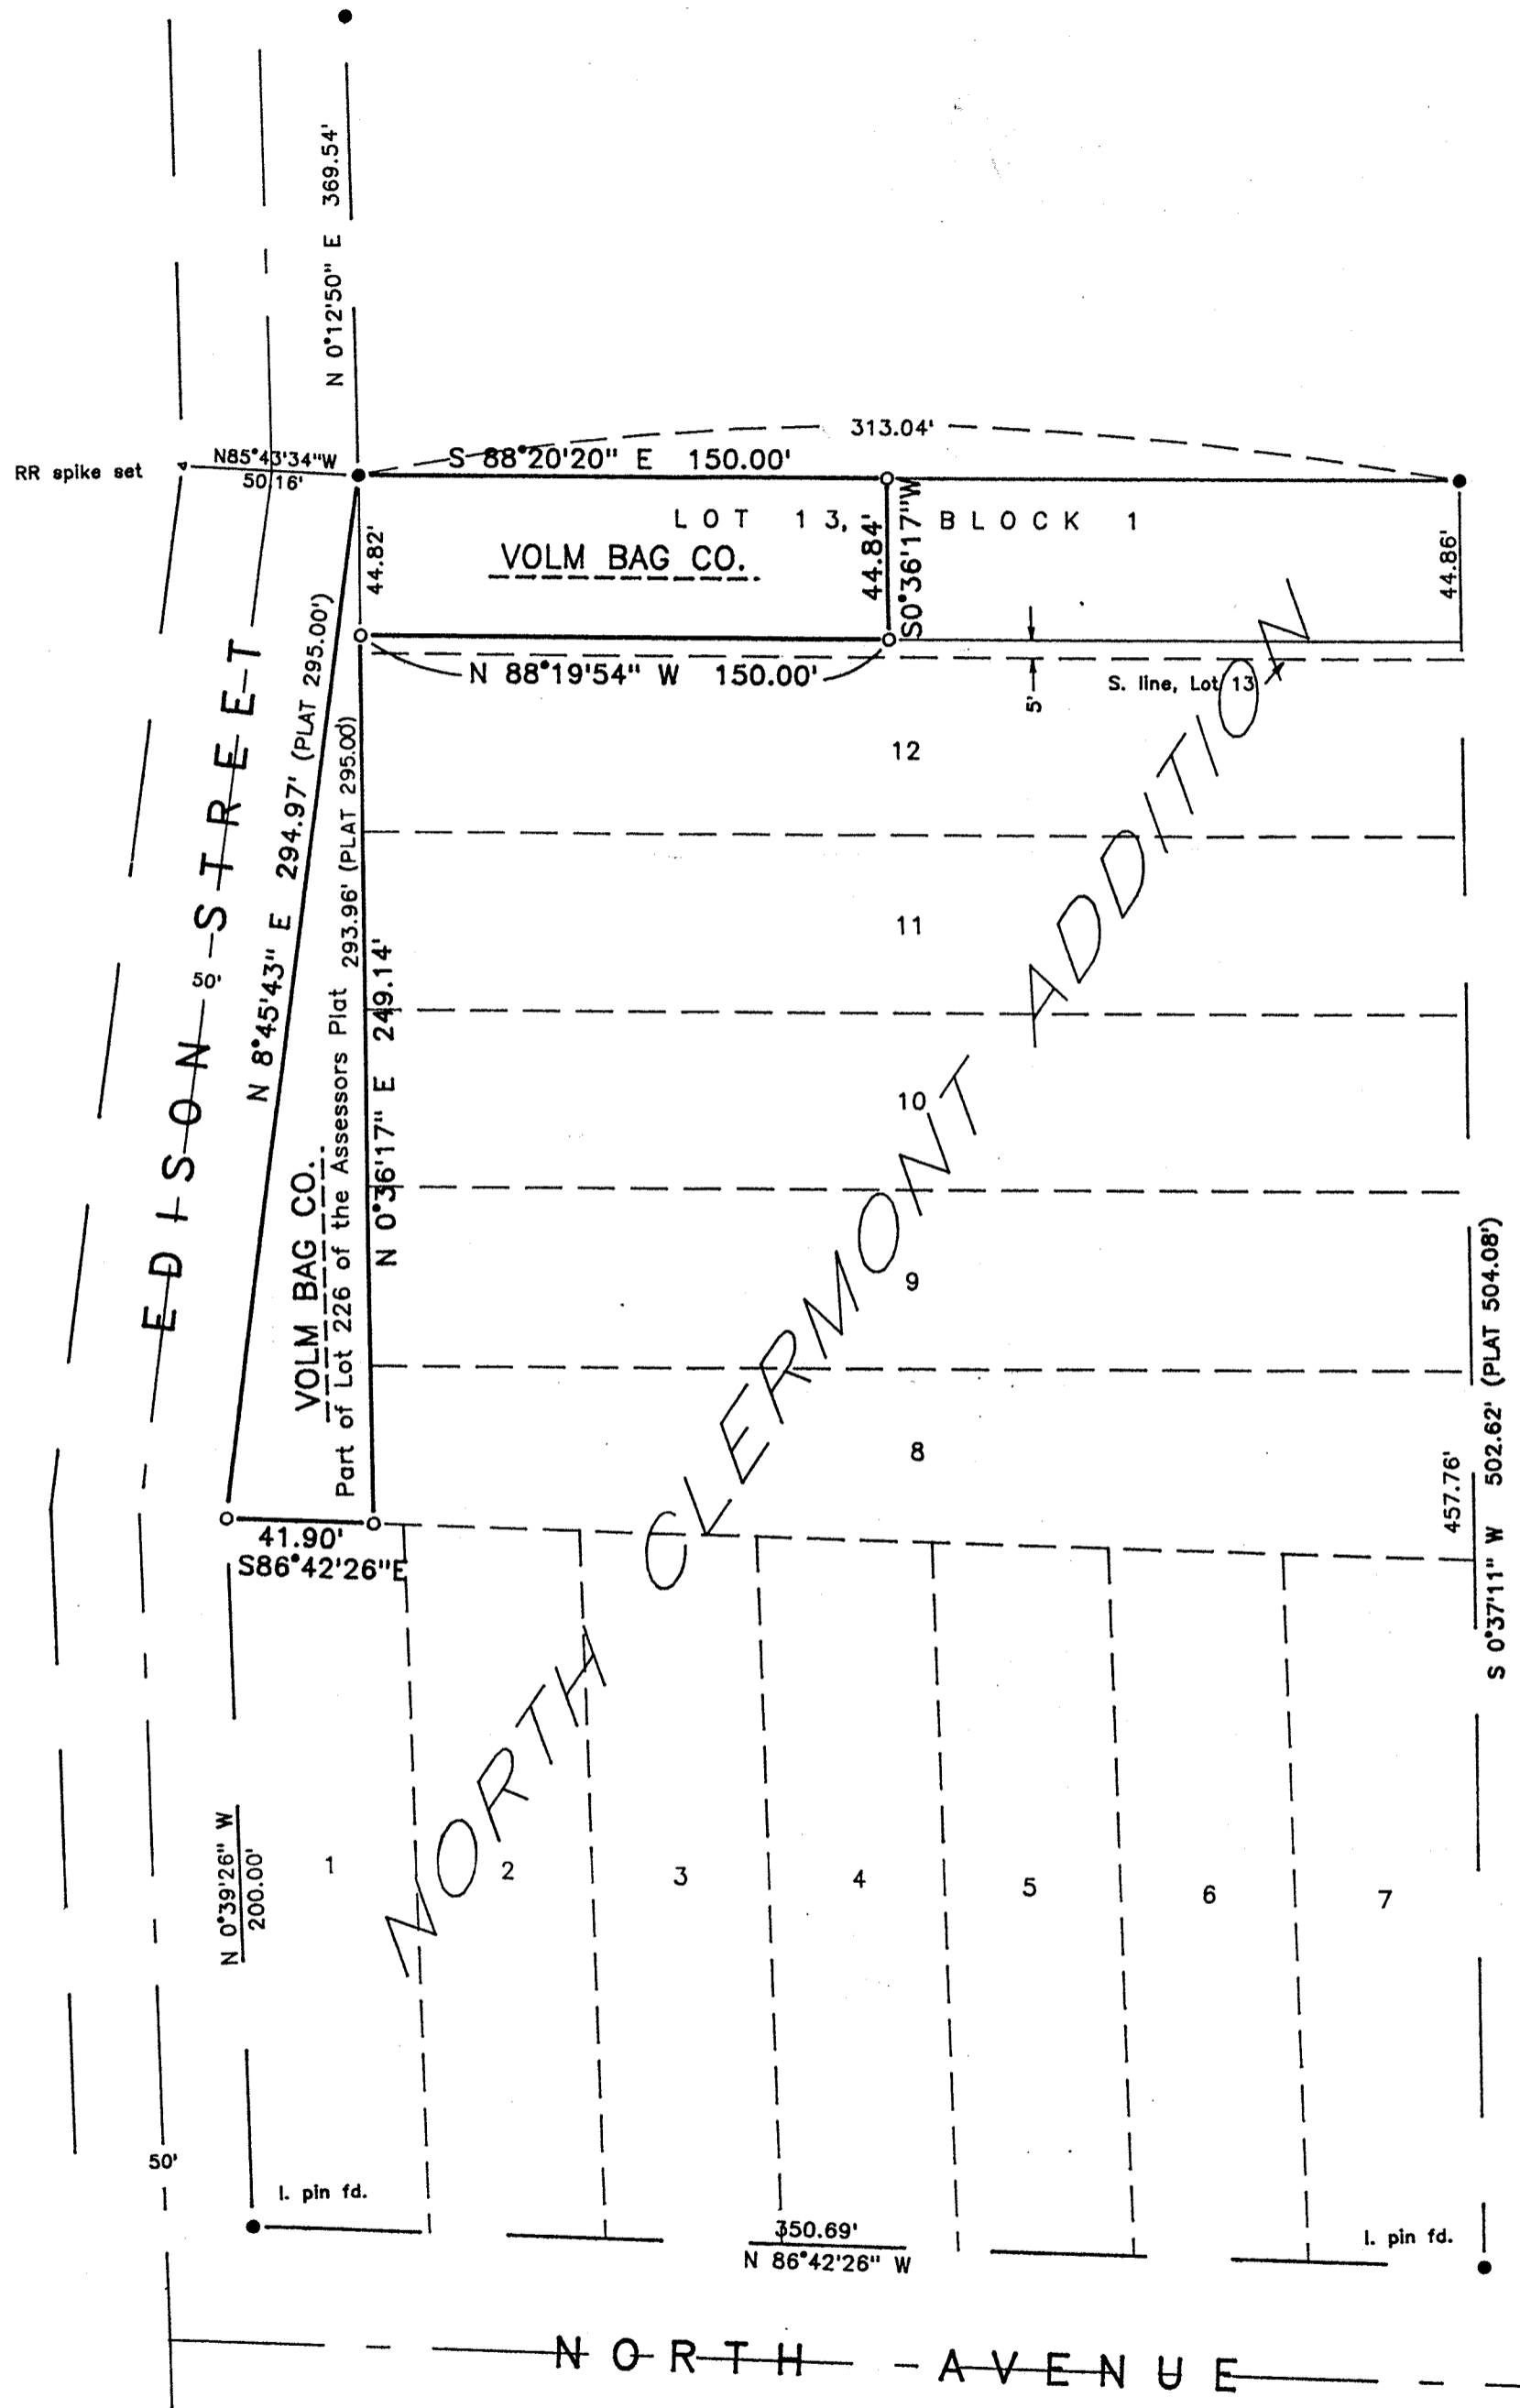 N 0°12'50" E 369.54'
313.04'
RR spike set
N85°43'34"W
50.16'
S 88°20'20" E 150.00'
LOT 13, BLOCK 1
VOLM BAG CO.
44.82'
44.84'
S0°36'17"W
44.86'
N 88°19'54" W 150.00'
5'
S. line, Lot 13
EDISON STREET
50'
N 8°45'43" E 294.97' (PLAT 295.00')
293.96' (PLAT 295.00)
N 0°36'17" E 249.14'
VOLM BAG CO.
Part of Lot 226 of the Assessors Plat
12
11
10
9
8
NORTH CLERMONT ADDITION
457.76'
S 0°37'11" W 502.62' (PLAT 504.08')
41.90'
S86°42'26"E
N 0°39'26" W
200.00'
1
2
3
4
5
6
7
50'
I. pin fd.
350.69'
N 86°42'26" W
I. pin fd.
NORTH AVENUE